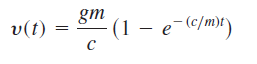 v(t) = gm/c (1 − e^−(c/m)t)